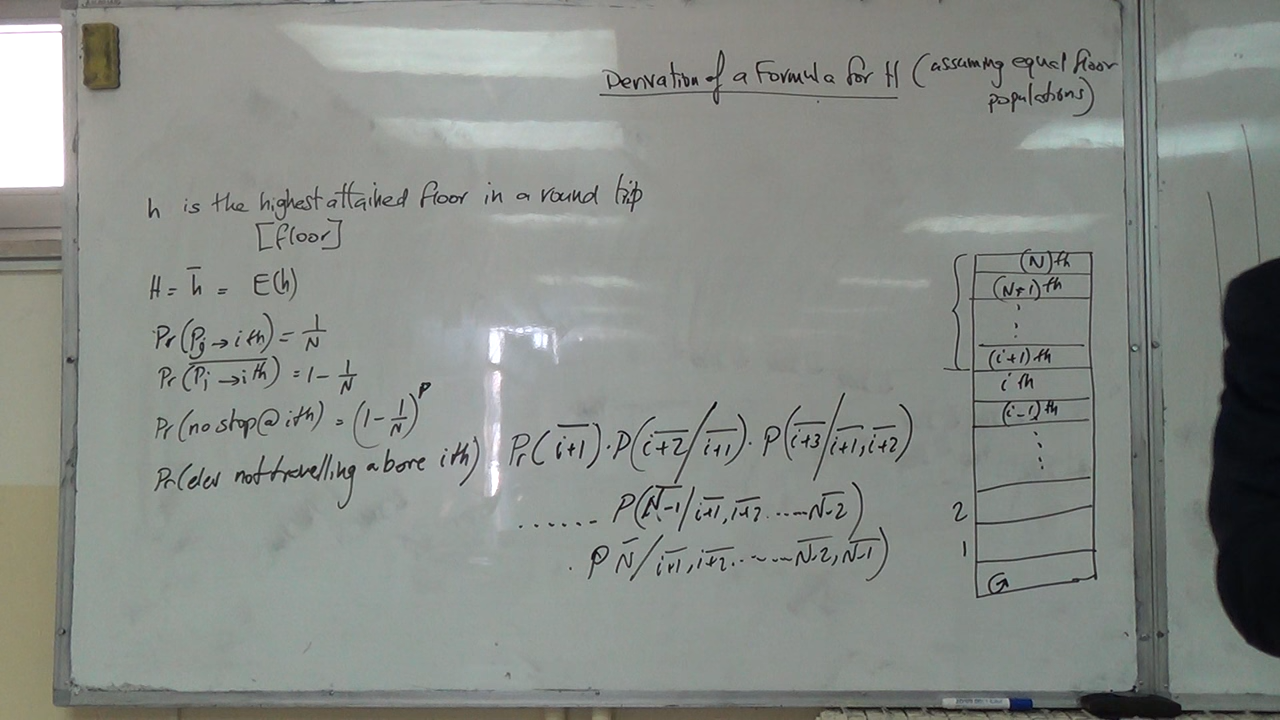 Derivation of a Formula for H (assuming equal floor
populations)
h is the highest attained floor in a round trip
[floor]
H = h̅ = E(h)
Pr(Pj → ith) = 1/N
Pr(P̅j̅ ̅→̅ ̅i̅t̅h̅) = 1 - 1/N
Pr(no stop @ ith) = (1 - 1/N)^P
Pr(elev not travelling above ith) Pr(i̅+̅1̅) · P(i̅+̅2̅/i̅+̅1̅) · P(i̅+̅3̅/i̅+̅1̅,i̅+̅2̅)
...... P(N̅-̅1̅/i̅+̅1̅,i̅+̅2̅.....N̅-̅2̅)
. P N̅/i̅+̅1̅,i̅+̅2̅......N̅-̅2̅,N̅-̅1̅)
(N)th
(N+1)th
(i+1)th
ith
(i-1)th
2
1
G